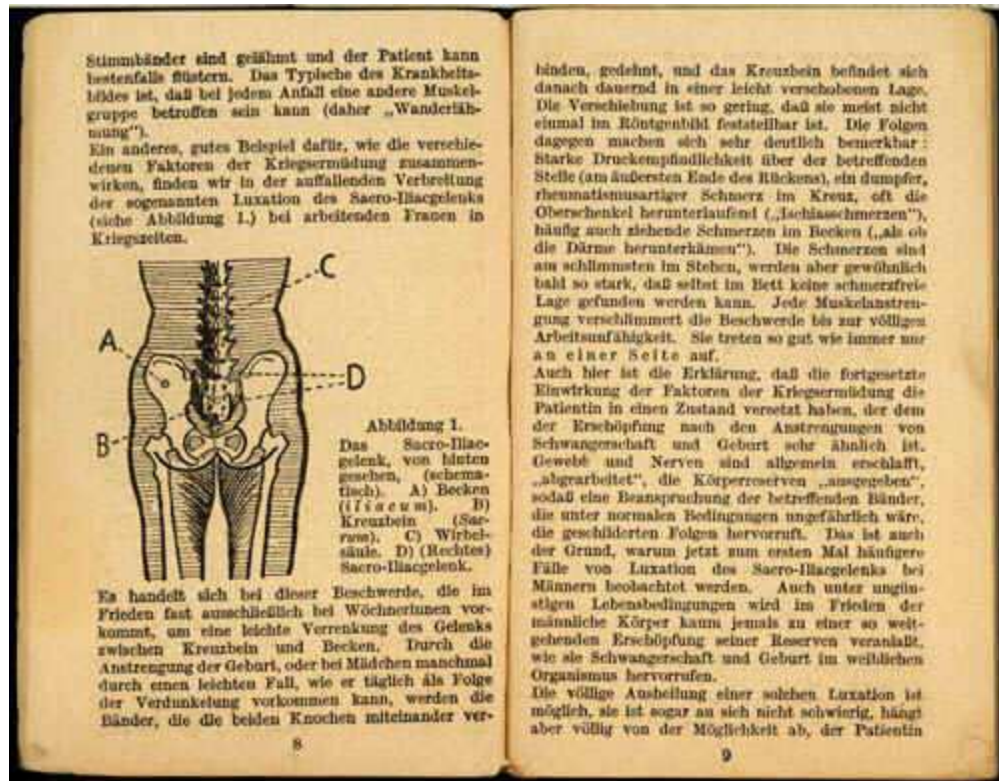 Stimmbänder sind gelähmt und der Patient kann
bestenfalls flüstern. Das Typische des Krankheits-
bildes ist, daß bei jedem Anfall eine andere Muskel-
gruppe betroffen sein kann (daher „Wanderläh-
mung“).
Ein anderes, gutes Beispiel dafür, wie die verschie-
denen Faktoren der Kriegsermüdung zusammen-
wirken, finden wir in der auffallenden Verbreitung
der sogenannten Luxation des Sacro-Iliacgelenks
(siehe Abbildung 1.) bei arbeitenden Frauen in
Kriegszeiten.
C
A
D
B
Abbildung 1.
Das Sacro-Iliac-
gelenk, von hinten
gesehen, (schema-
tisch). A) Becken
(iliacum). B)
Kreuzbein (Sac-
rum). C) Wirbel-
säule. D) (Rechtes)
Sacro-Iliacgelenk.
Es handelt sich bei dieser Beschwerde, die im
Frieden fast ausschließlich bei Wöchnerinnen vor-
kommt, um eine leichte Verrenkung des Gelenks
zwischen Kreuzbein und Becken. Durch die
Anstrengung der Geburt, oder bei Mädchen manchmal
durch einen leichten Fall, wie er täglich als Folge
der Verdunkelung vorkommen kann, werden die
Bänder, die die beiden Knochen miteinander ver-
8
binden, gedehnt, und das Kreuzbein befindet sich
danach dauernd in einer leicht verschobenen Lage.
Die Verschiebung ist so gering, daß sie meist nicht
einmal im Röntgenbild feststellbar ist. Die Folgen
dagegen machen sich sehr deutlich bemerkbar:
Starke Druckempfindlichkeit über der betreffenden
Stelle (am äußersten Ende des Rückens), ein dumpfer,
rheumatismusartiger Schmerz im Kreuz, oft die
Oberschenkel herunterlaufend („Ischiasschmerzen“),
häufig auch ziehende Schmerzen im Becken („als ob
die Därme herunterkämen“). Die Schmerzen sind
am schlimmsten im Stehen, werden aber gewöhnlich
bald so stark, daß selbst im Bett keine schmerzfreie
Lage gefunden werden kann. Jede Muskelanstren-
gung verschlimmert die Beschwerde bis zur völligen
Arbeitsunfähigkeit. Sie treten so gut wie immer nur
an einer Seite auf.
Auch hier ist die Erklärung, daß die fortgesetzte
Einwirkung der Faktoren der Kriegsermüdung die
Patientin in einen Zustand versetzt haben, der dem
der Erschöpfung nach den Anstrengungen von
Schwangerschaft und Geburt sehr ähnlich ist.
Gewebe und Nerven sind allgemein erschlafft,
„abgearbeitet“, die Körperreserven „ausgegeben“,
sodaß eine Beanspruchung der betreffenden Bänder,
die unter normalen Bedingungen ungefährlich wäre,
die geschilderten Folgen hervorruft. Das ist auch
der Grund, warum jetzt zum ersten Mal häufigere
Fälle von Luxation des Sacro-Iliacgelenks bei
Männern beobachtet werden. Auch unter ungün-
stigen Lebensbedingungen wird im Frieden der
männliche Körper kaum jemals zu einer so weit-
gehenden Erschöpfung seiner Reserven veranlaßt,
wie sie Schwangerschaft und Geburt im weiblichen
Organismus hervorrufen.
Die völlige Ausheilung einer solchen Luxation ist
möglich, sie ist sogar an sich nicht schwierig, hängt
aber völlig von der Möglichkeit ab, der Patientin
9